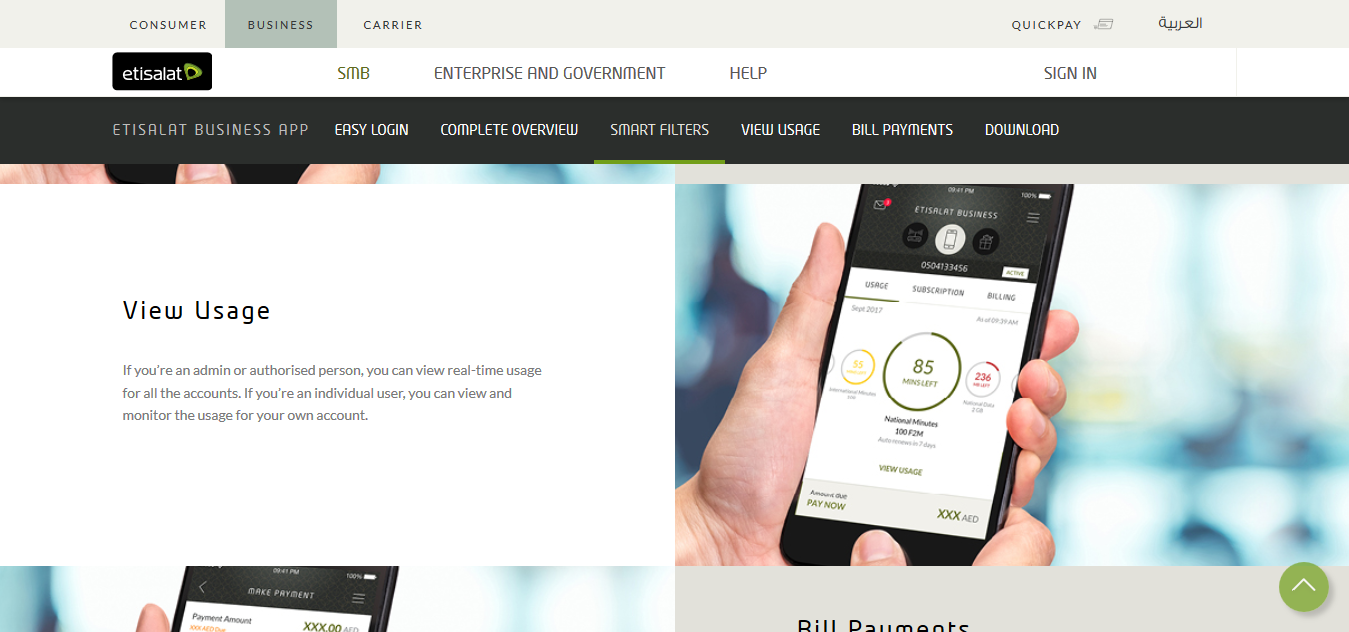 CONSUMER
BUSINESS
CARRIER
QUICKPAY
العربية
etisalat
SMB
ENTERPRISE AND GOVERNMENT
HELP
SIGN IN
ETISALAT BUSINESS APP
EASY LOGIN
COMPLETE OVERVIEW
SMART FILTERS
VIEW USAGE
BILL PAYMENTS
DOWNLOAD
View Usage
If you're an admin or authorised person, you can view real-time usage
for all the accounts. If you're an individual user, you can view and
monitor the usage for your own account.
09:41 PM
100%
ETISALAT BUSINESS
0504133456
ACTIVE
USAGE
SUBSCRIPTION
BILLING
Sept 2017
As of 09:39 AM
55
85
MINS LEFT
236
MB LEFT
International Minutes
National Data
2 GB
National Minutes
100 F2M
Auto renews in 7 days
VIEW USAGE
Amount due
PAY NOW
XXX AED
09:41 PM
100%
MAKE PAYMENT
Payment Amount
XXX AED Due
XXX.00 AED
Bill Payments